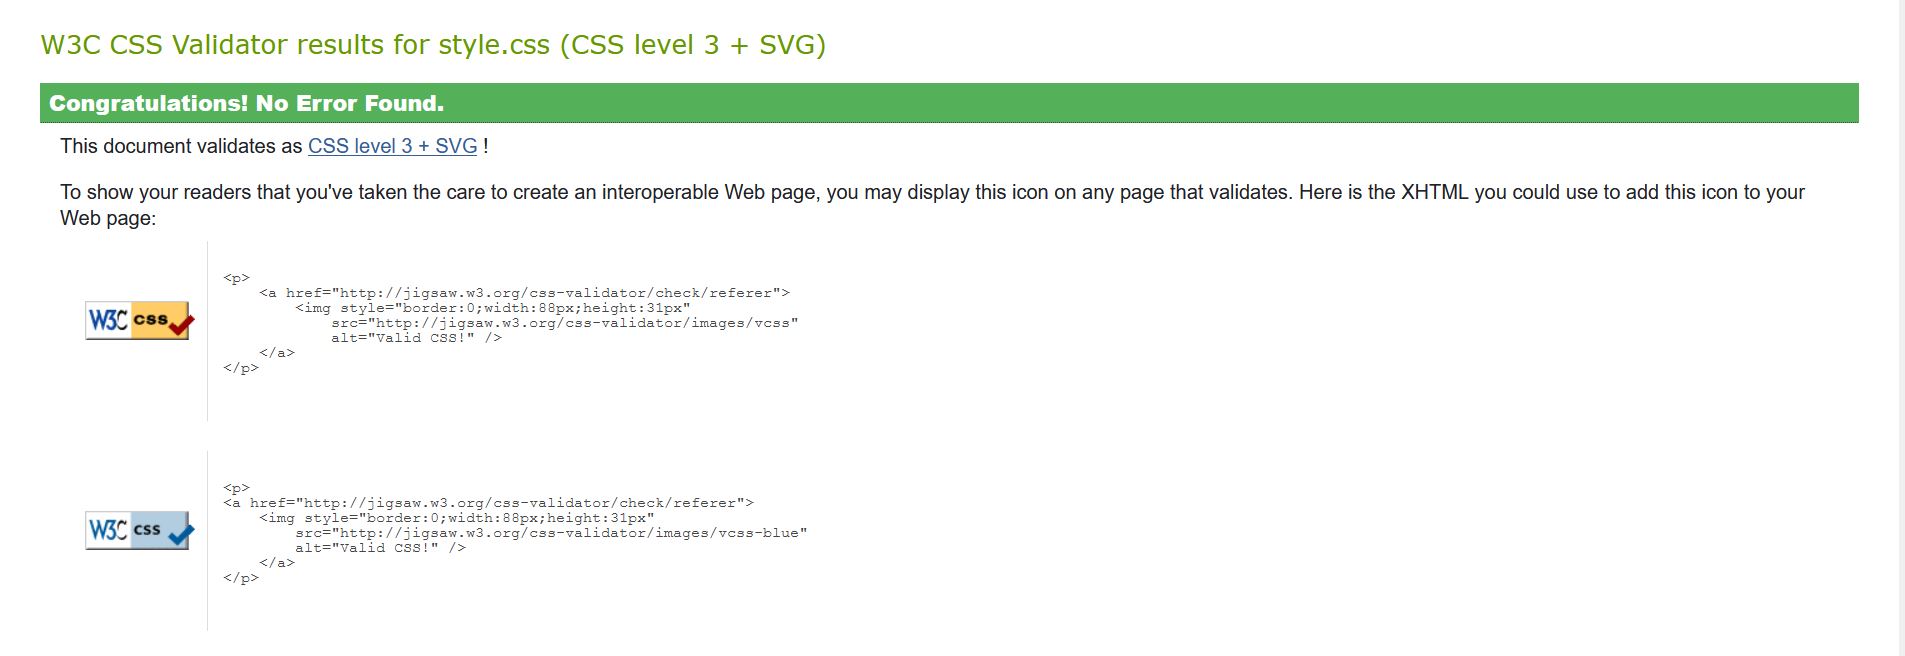 W3C CSS Validator results for style.css (CSS level 3 + SVG)
Congratulations! No Error Found.
This document validates as CSS level 3 + SVG !
To show your readers that you've taken the care to create an interoperable Web page, you may display this icon on any page that validates. Here is the XHTML you could use to add this icon to your
Web page:
W3C css
<p>
    <a href="http://jigsaw.w3.org/css-validator/check/referer">
        <img style="border:0;width:88px;height:31px"
            src="http://jigsaw.w3.org/css-validator/images/vcss"
            alt="Valid CSS!" />
    </a>
</p>
W3C css
<p>
<a href="http://jigsaw.w3.org/css-validator/check/referer">
    <img style="border:0;width:88px;height:31px"
        src="http://jigsaw.w3.org/css-validator/images/vcss-blue"
        alt="Valid CSS!" />
    </a>
</p>